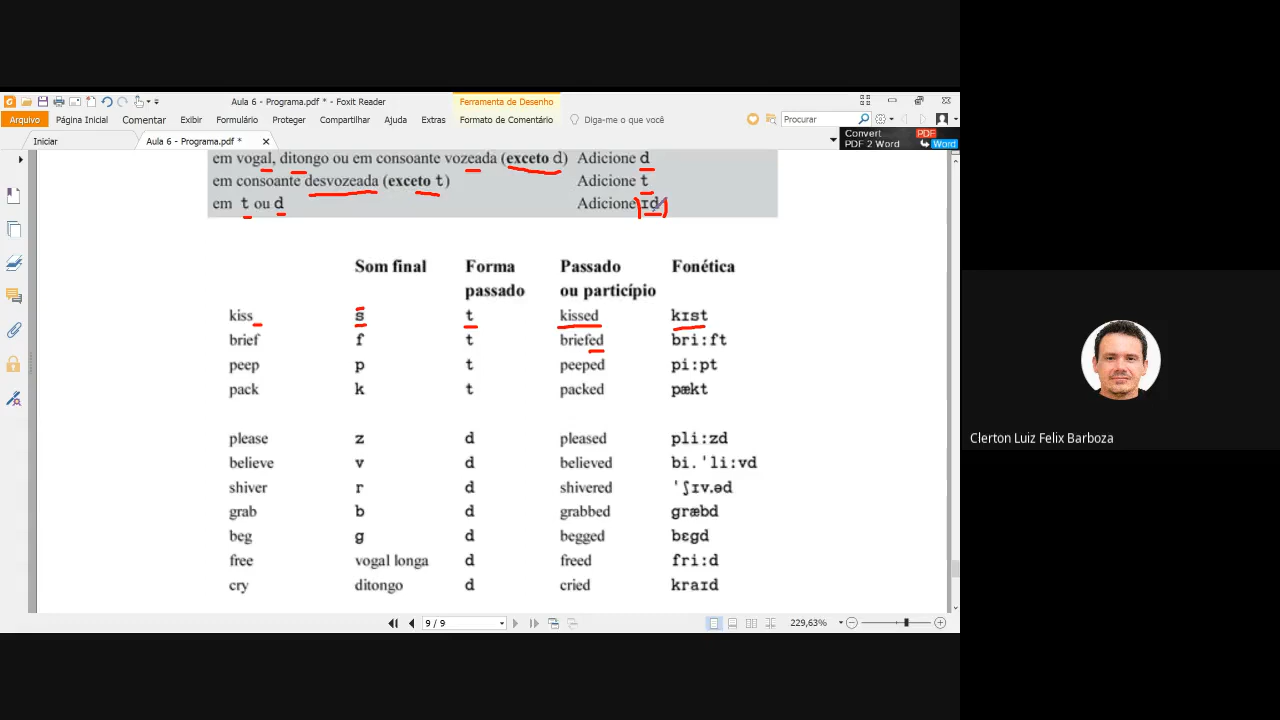 Aula 6 - Programa.pdf * - Foxit Reader
Ferramenta de Desenho
Arquivo Página Inicial Comentar Exibir Formulário Proteger Compartilhar Ajuda Extras Formato de Comentário Diga-me o que você Procurar
Iniciar Aula 6 - Programa.pdf *
Convert PDF
PDF 2 Word Word
em vogal, ditongo ou em consoante vozeada (exceto d) Adicione d
em consoante desvozeada (exceto t) Adicione t
em t ou d Adicione ɪd
Som final Forma Passado Fonética
passado ou particípio
kiss s t kissed kɪst
brief f t briefed bri:ft
peep p t peeped pi:pt
pack k t packed pækt
please z d pleased pli:zd
believe v d believed bi.ˈli:vd
shiver r d shivered ˈʃɪv.əd
grab b d grabbed græbd
beg g d begged bɛgd
free vogal longa d freed fri:d
cry ditongo d cried kraɪd
9 / 9
229,63%
Clerton Luiz Felix Barboza